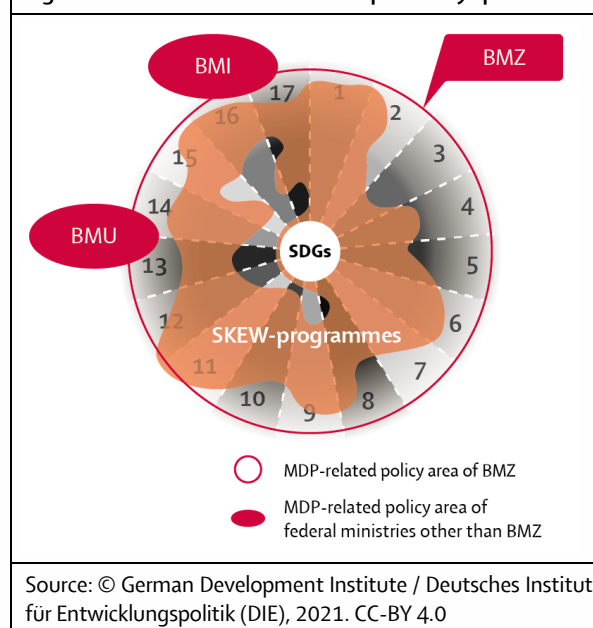 BMI
BMZ
17
1
16
2
15
3
14
4
BMU
SDGs
13
5
12
6
SKEW-programmes
11
7
10
8
9
MDP-related policy area of BMZ
MDP-related policy area of
federal ministries other than BMZ
Source: © German Development Institute / Deutsches Institut
für Entwicklungspolitik (DIE), 2021. CC-BY 4.0